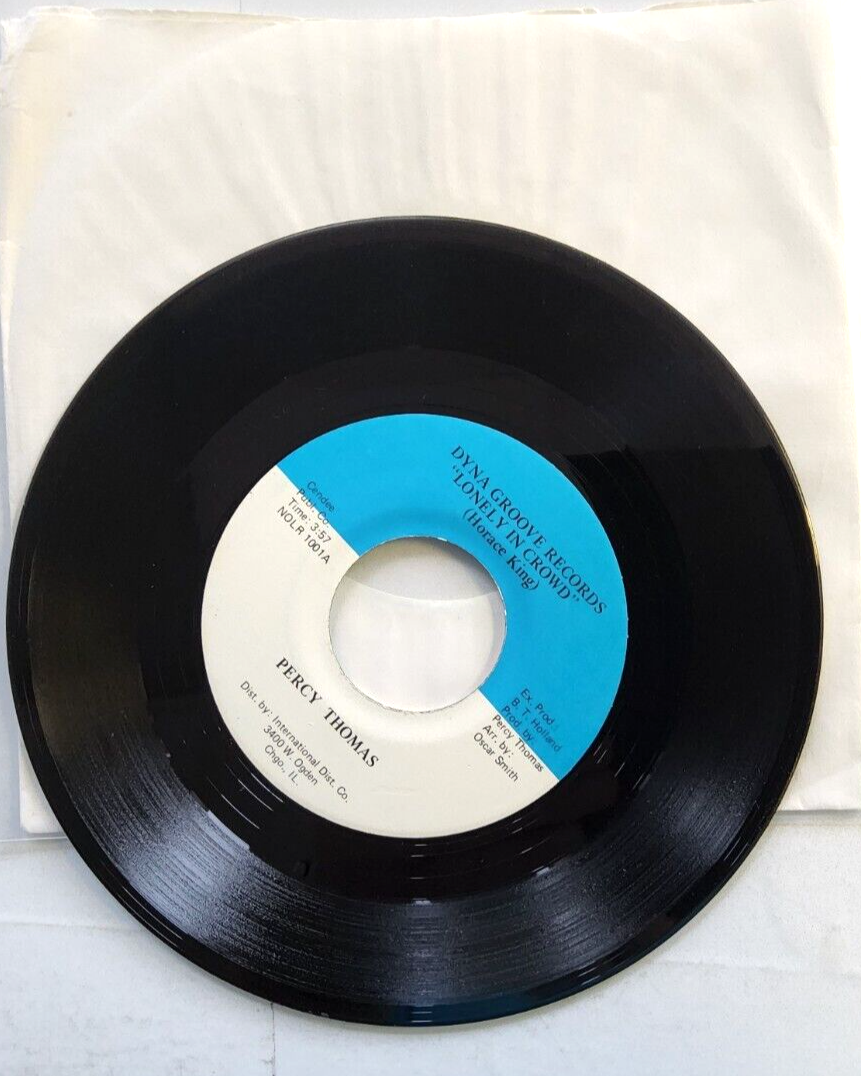 DYNA GROOVE RECORDS
"LONELY IN CROWD"
(Horace King)
Cendee
Publ. Co.
Time: 3:57
NOLR 1001A
Ex. Prod.
B. T. Holland
Prod. by:
Percy Thomas
Arr. by:
Oscar Smith
PERCY THOMAS
Dist. by: International Dist. Co.
3400 W. Ogden
Chgo., IL.